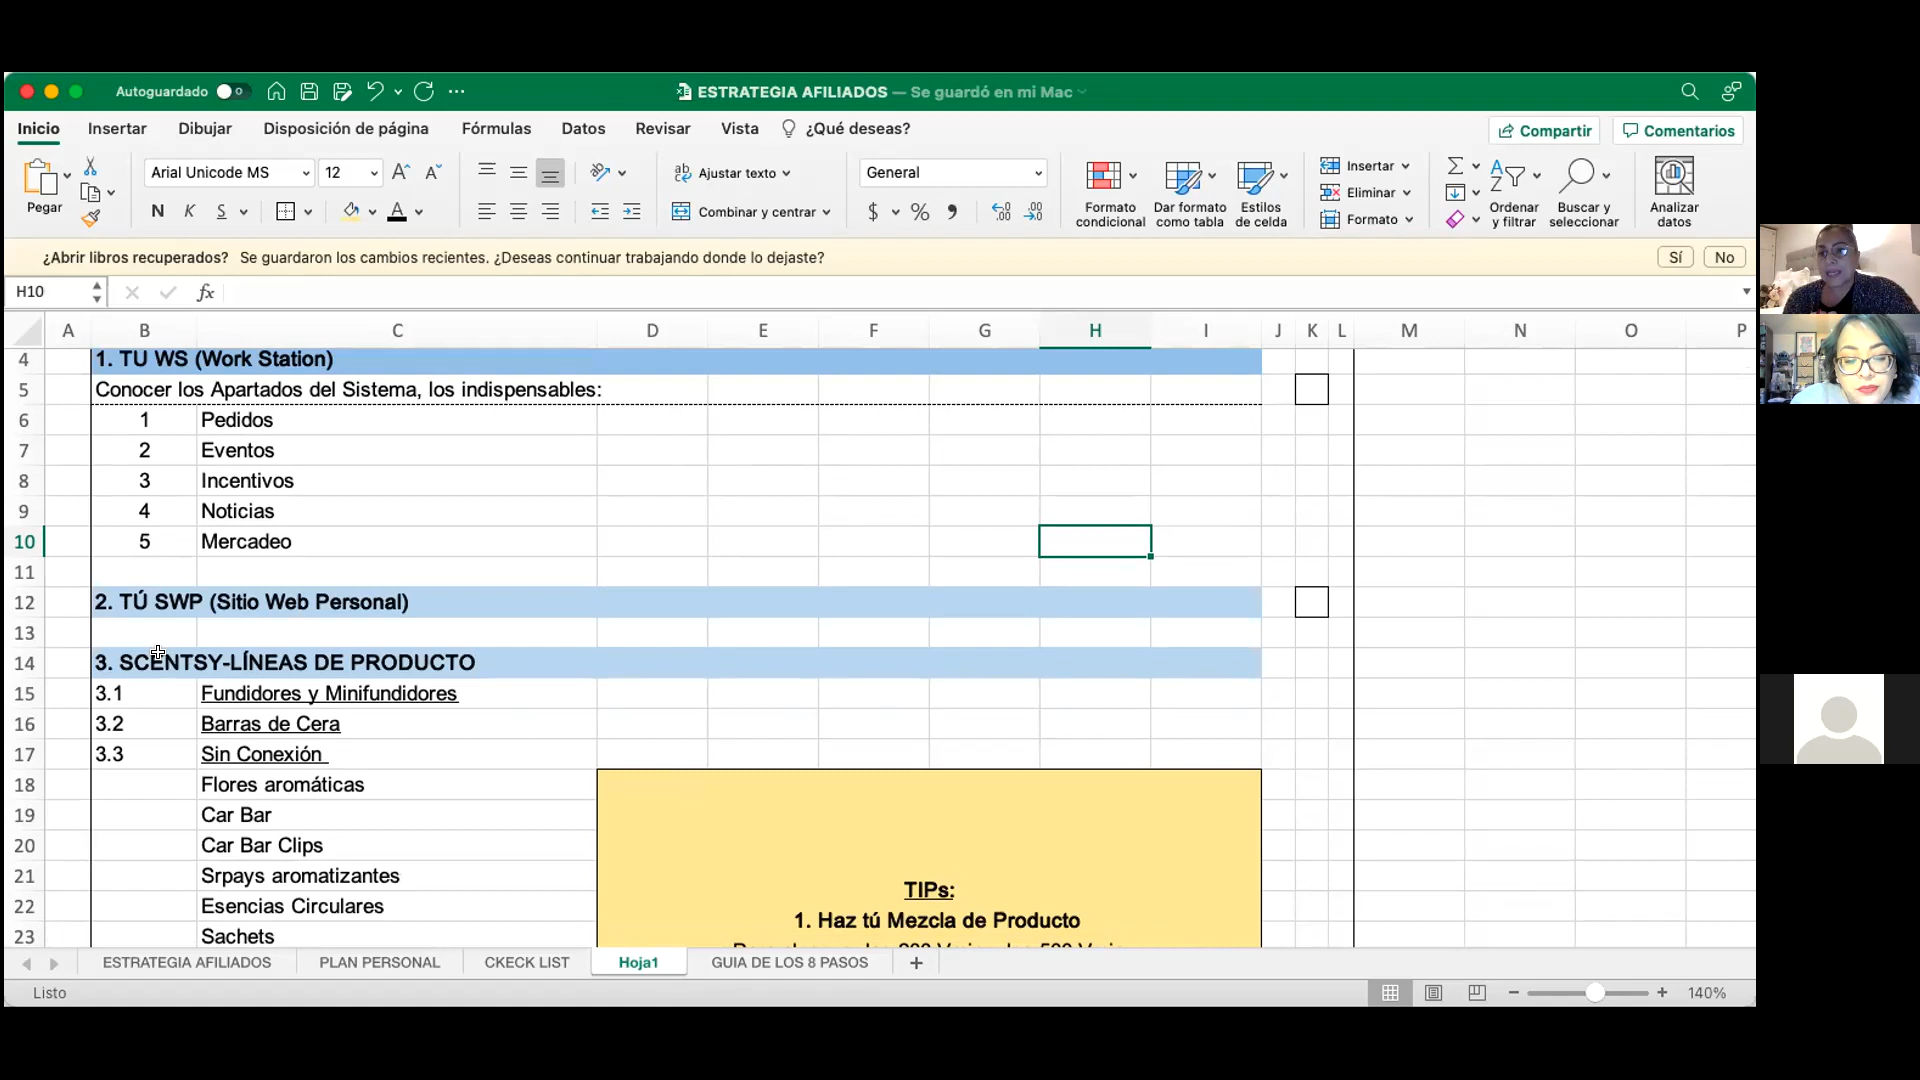 Autoguardado
ESTRATEGIA AFILIADOS — Se guardó en mi Mac
Inicio Insertar Dibujar Disposición de página Fórmulas Datos Revisar Vista ¿Qué deseas? Compartir Comentarios
Pegar Arial Unicode MS 12 Ajustar texto General Insertar
N K S Combinar y centrar $ % Formato condicional Dar formato como tabla Estilos de celda Eliminar Formato Ordenar y filtrar Buscar y seleccionar Analizar datos
¿Abrir libros recuperados? Se guardaron los cambios recientes. ¿Deseas continuar trabajando donde lo dejaste? Sí No
H10 fx
A B C D E F G H I J K L M N O P
4 1. TU WS (Work Station)
5 Conocer los Apartados del Sistema, los indispensables:
6 1 Pedidos
7 2 Eventos
8 3 Incentivos
9 4 Noticias
10 5 Mercadeo
11
12 2. TÚ SWP (Sitio Web Personal)
13
14 3. SCENTSY-LÍNEAS DE PRODUCTO
15 3.1 Fundidores y Minifundidores
16 3.2 Barras de Cera
17 3.3 Sin Conexión
18 Flores aromáticas
19 Car Bar
20 Car Bar Clips
21 Srpays aromatizantes
TIPs:
22 Esencias Circulares
1. Haz tú Mezcla de Producto
23 Sachets
ESTRATEGIA AFILIADOS PLAN PERSONAL CKECK LIST Hoja1 GUIA DE LOS 8 PASOS +
Listo 140%